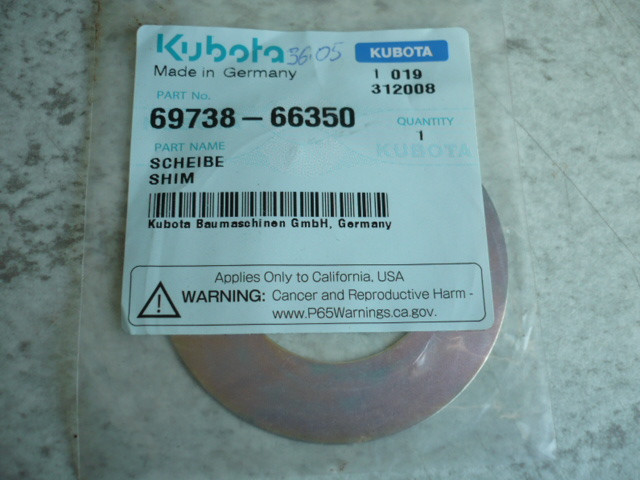 Kubota 36.05 KUBOTA
Made in Germany I 019
312008
PART No.
69738-66350 QUANTITY
1
PART NAME KUBOTA
SCHEIBE
SHIM
Kubota Baumaschinen GmbH, Germany
Applies Only to California, USA
WARNING: Cancer and Reproductive Harm -
www.P65Warnings.ca.gov.